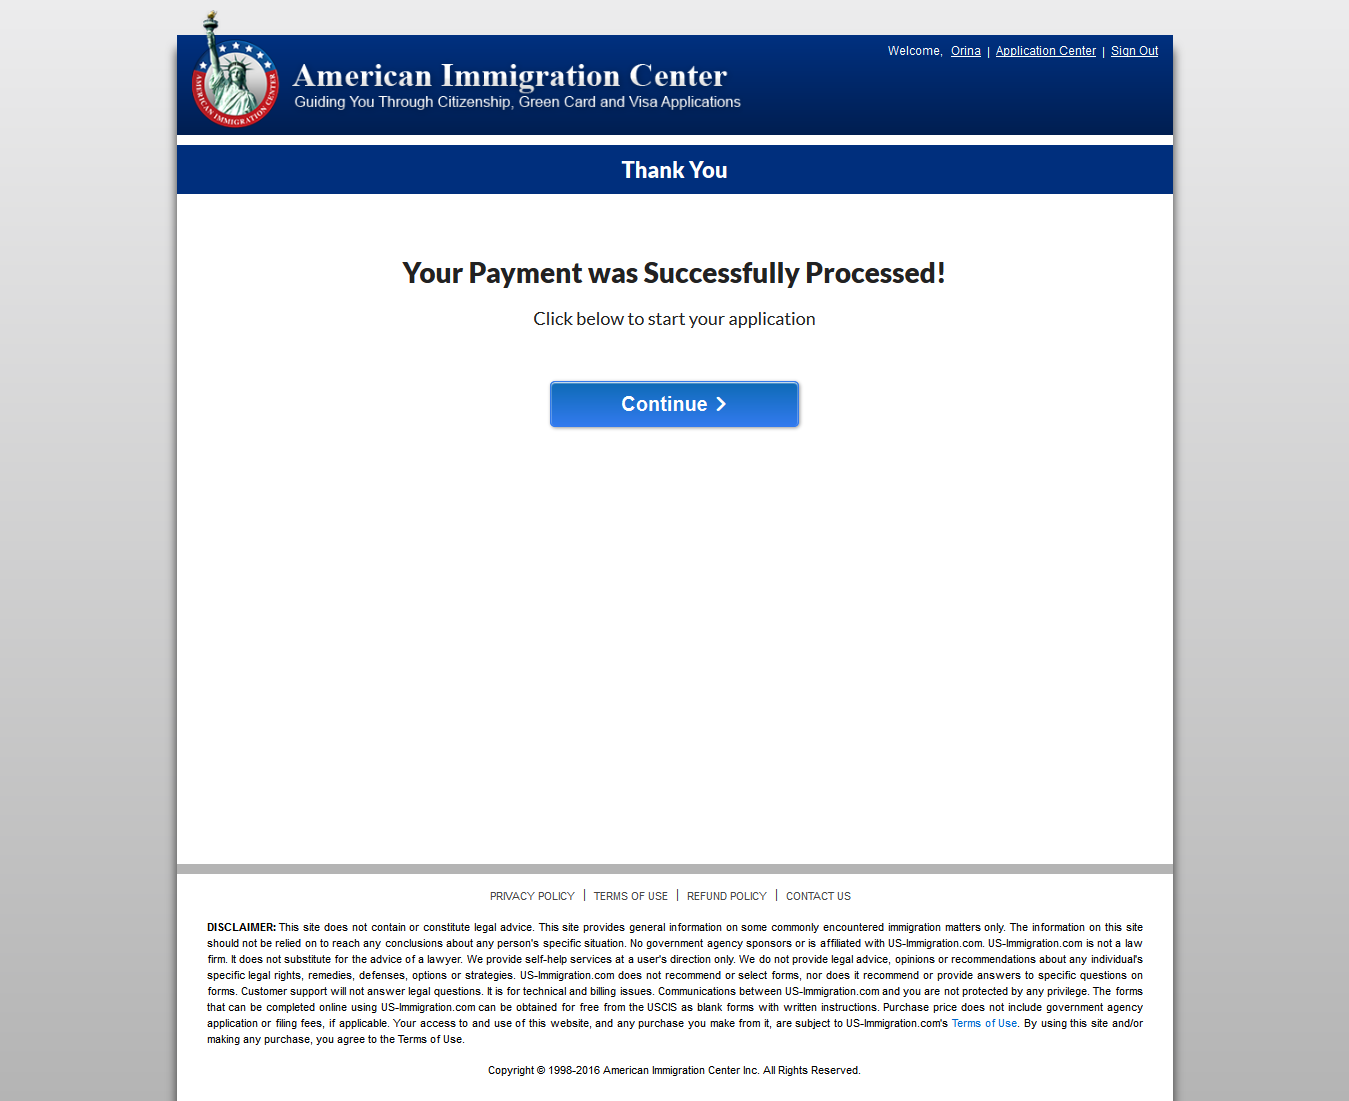 Welcome, Orina | Application Center | Sign Out
AMERICAN IMMIGRATION CENTER
American Immigration Center
Guiding You Through Citizenship, Green Card and Visa Applications
Thank You
Your Payment was Successfully Processed!
Click below to start your application
Continue
PRIVACY POLICY | TERMS OF USE | REFUND POLICY | CONTACT US
DISCLAIMER: This site does not contain or constitute legal advice. This site provides general information on some commonly encountered immigration matters only. The information on this site
should not be relied on to reach any conclusions about any person's specific situation. No government agency sponsors or is affiliated with US-Immigration.com. US-Immigration.com is not a law
firm. It does not substitute for the advice of a lawyer. We provide self-help services at a user's direction only. We do not provide legal advice, opinions or recommendations about any individual's
specific legal rights, remedies, defenses, options or strategies. US-Immigration.com does not recommend or select forms, nor does it recommend or provide answers to specific questions on
forms. Customer support will not answer legal questions. It is for technical and billing issues. Communications between US-Immigration.com and you are not protected by any privilege. The forms
that can be completed online using US-Immigration.com can be obtained for free from the USCIS as blank forms with written instructions. Purchase price does not include government agency
application or filing fees, if applicable. Your access to and use of this website, and any purchase you make from it, are subject to US-Immigration.com's Terms of Use. By using this site and/or
making any purchase, you agree to the Terms of Use.
Copyright © 1998-2016 American Immigration Center Inc. All Rights Reserved.